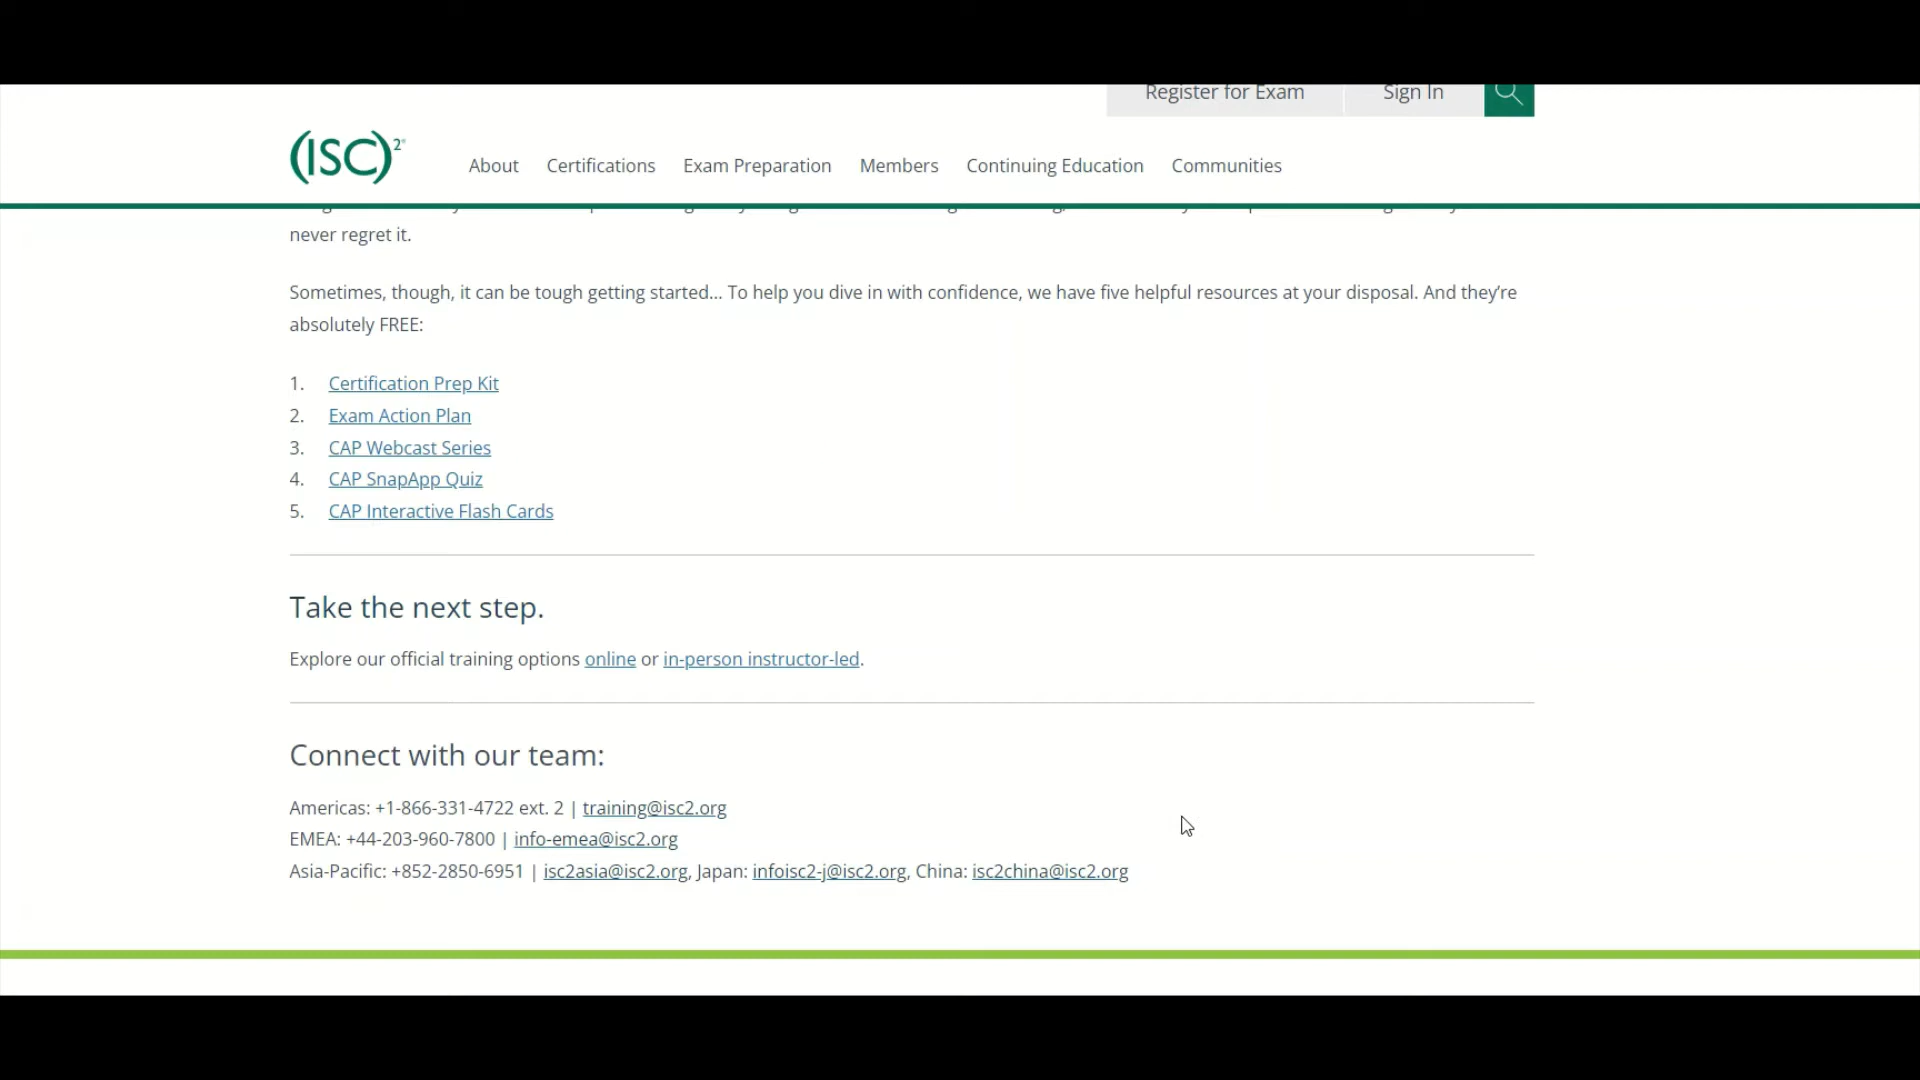 Register for Exam Sign In
(ISC)2®
About Certifications Exam Preparation Members Continuing Education Communities
never regret it.
Sometimes, though, it can be tough getting started... To help you dive in with confidence, we have five helpful resources at your disposal. And they’re
absolutely FREE:
1. Certification Prep Kit
2. Exam Action Plan
3. CAP Webcast Series
4. CAP SnapApp Quiz
5. CAP Interactive Flash Cards
Take the next step.
Explore our official training options online or in-person instructor-led.
Connect with our team:
Americas: +1-866-331-4722 ext. 2 | training@isc2.org
EMEA: +44-203-960-7800 | info-emea@isc2.org
Asia-Pacific: +852-2850-6951 | isc2asia@isc2.org, Japan: infoisc2-j@isc2.org, China: isc2china@isc2.org